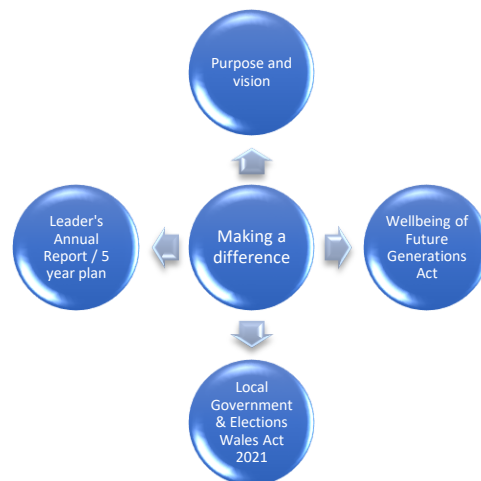 Purpose and
vision
Leader's
Annual
Report / 5
year plan
Making a
difference
Wellbeing of
Future
Generations
Act
Local
Government
& Elections
Wales Act
2021